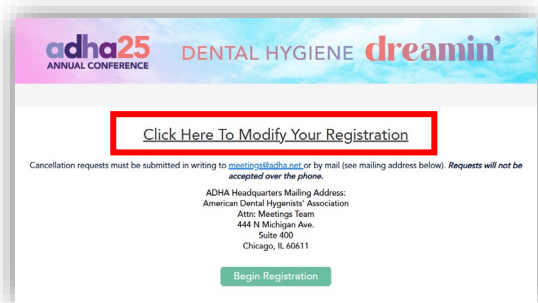 adha25
ANNUAL CONFERENCE
DENTAL HYGIENE dreamin'
Click Here To Modify Your Registration
Cancellation requests must be submitted in writing to meetings@adha.net or by mail (see mailing address below). Requests will not be
accepted over the phone.
ADHA Headquarters Mailing Address:
American Dental Hygenists' Association
Attn: Meetings Team
444 N Michigan Ave.
Suite 400
Chicago, IL 60611
Begin Registration